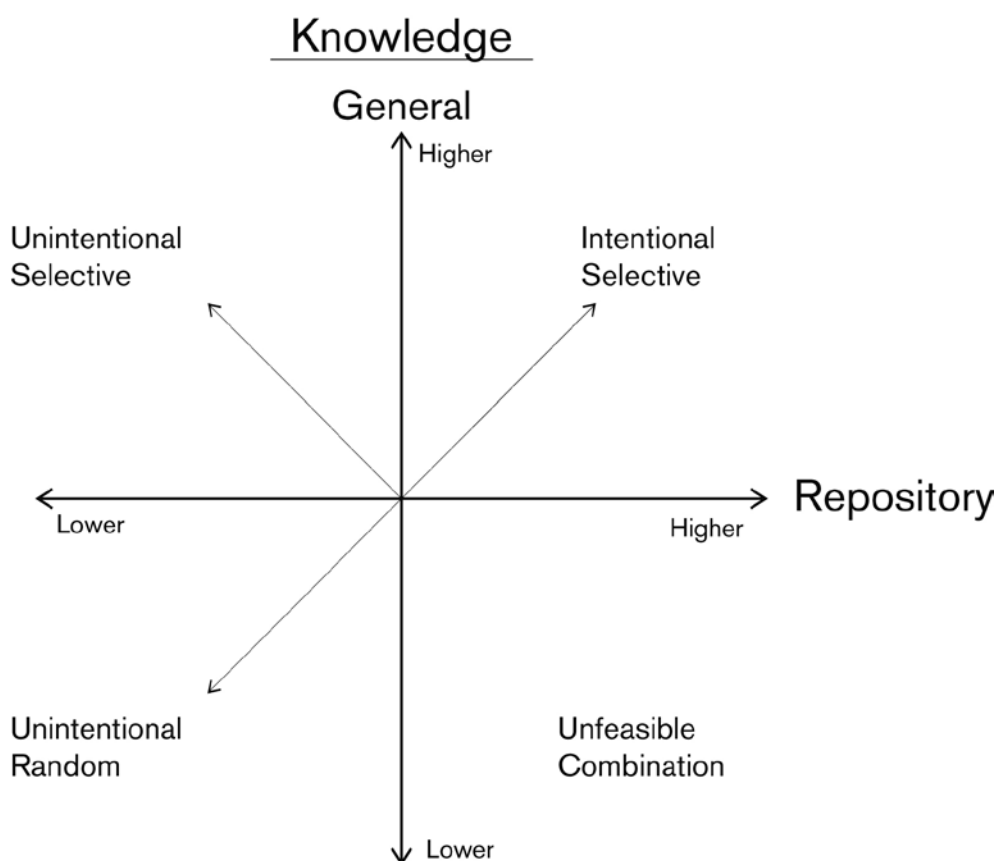 Knowledge
General
Higher
Unintentional
Selective
Intentional
Selective
Repository
Lower
Higher
Unintentional
Random
Unfeasible
Combination
Lower